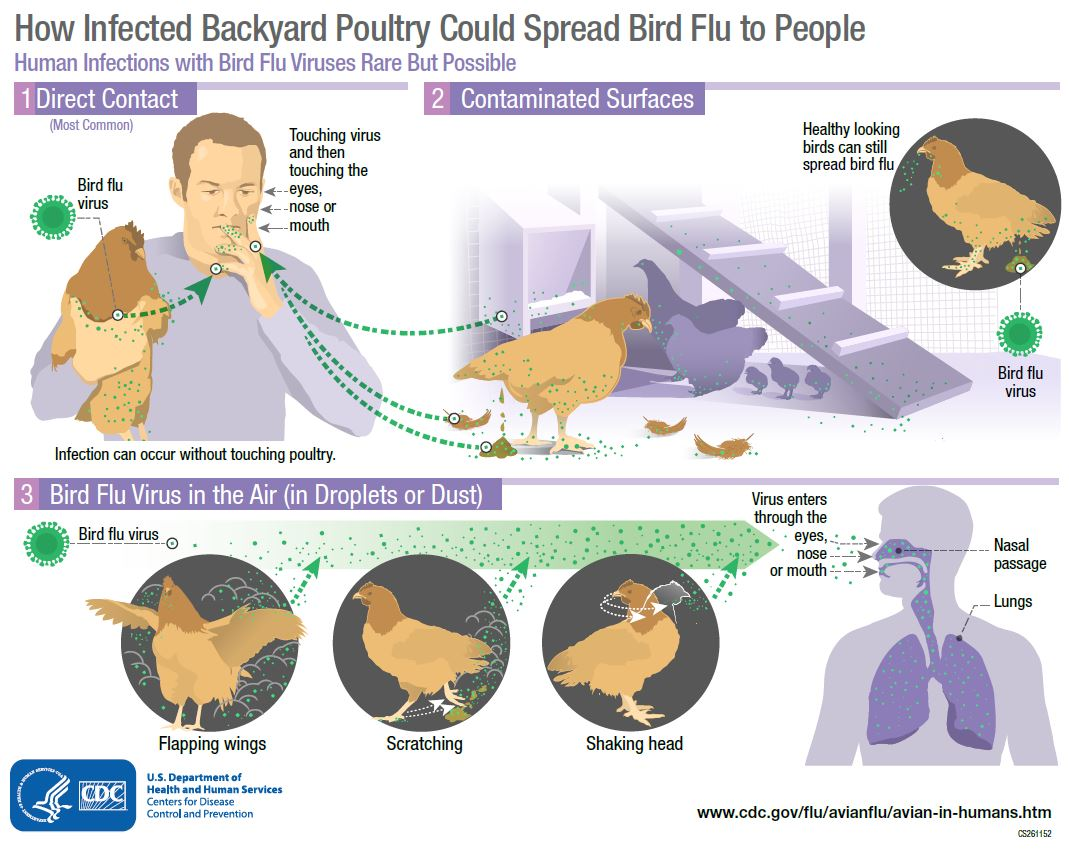 How Infected Backyard Poultry Could Spread Bird Flu to People
Human Infections with Bird Flu Viruses Rare But Possible
1 Direct Contact
(Most Common)
Bird flu
virus
Touching virus
and then
touching the
eyes,
nose or
mouth
Infection can occur without touching poultry.
2 Contaminated Surfaces
Healthy looking
birds can still
spread bird flu
Bird flu
virus
3 Bird Flu Virus in the Air (in Droplets or Dust)
Bird flu virus
Flapping wings
Scratching
Shaking head
Virus enters
through the
eyes,
nose
or mouth
Nasal
passage
Lungs
CDC
U.S. Department of
Health and Human Services
Centers for Disease
Control and Prevention
www.cdc.gov/flu/avianflu/avian-in-humans.htm
CS261152